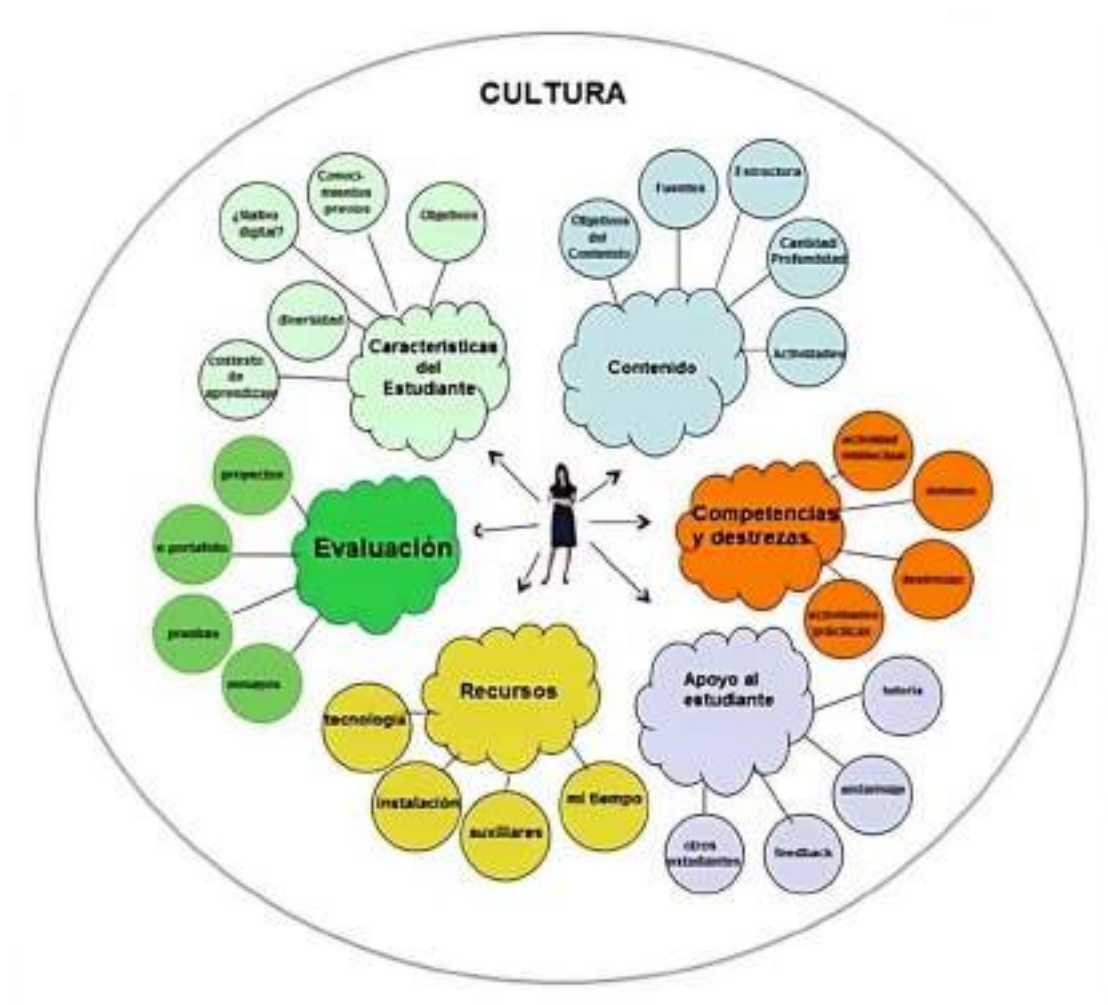 CULTURA
¿Nativo
digital?
Conoci-
mientos
previos
Objetivos
diversidad
contexto
de
aprendizaje
Características
del
Estudiante
Objetivos
del
Contenido
Fuentes
Estructura
Cantidad
Profundidad
Actividades
Contenido
actividad
Competencias
y destrezas.
destrezas
actividades
prácticas
proyectos
e portafolio
pruebas
ensayos
Evaluación
Recursos
tecnología
instalación
auxiliares
mi tiempo
Apoyo al
estudiante
tutoría
andamiaje
feedback
otros
estudiantes